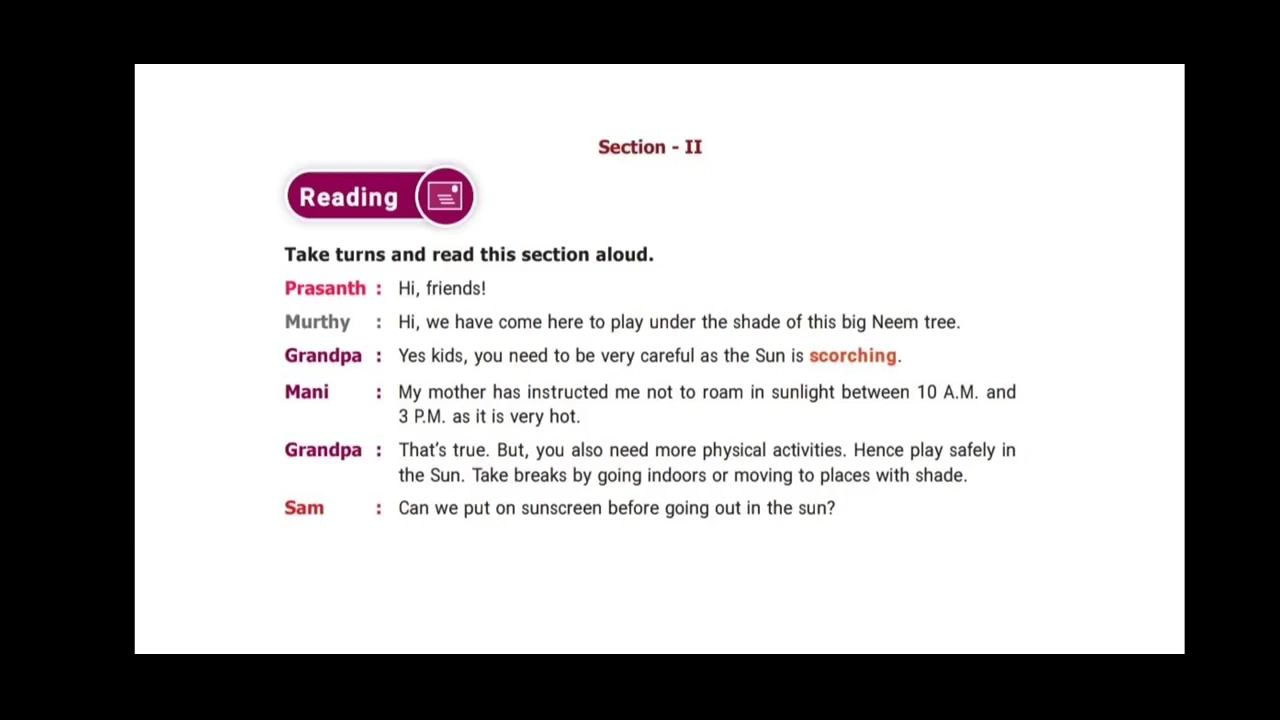 Section - II
Reading
Take turns and read this section aloud.
Prasanth : Hi, friends!
Murthy : Hi, we have come here to play under the shade of this big Neem tree.
Grandpa : Yes kids, you need to be very careful as the Sun is scorching.
Mani : My mother has instructed me not to roam in sunlight between 10 A.M. and
3 P.M. as it is very hot.
Grandpa : That's true. But, you also need more physical activities. Hence play safely in
the Sun. Take breaks by going indoors or moving to places with shade.
Sam : Can we put on sunscreen before going out in the sun?